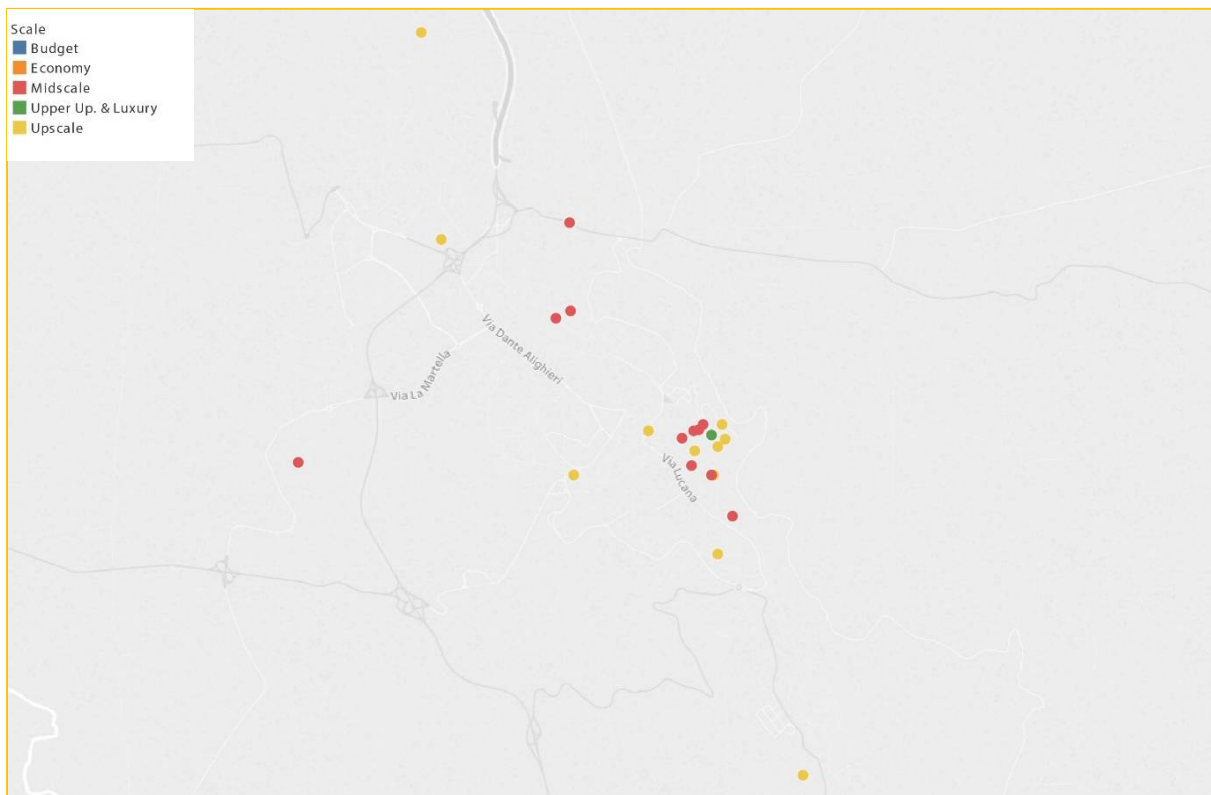 Scale
Budget
Economy
Midscale
Upper Up. & Luxury
Upscale
Via Dante Alighieri
Via La Martella
Via Lucana